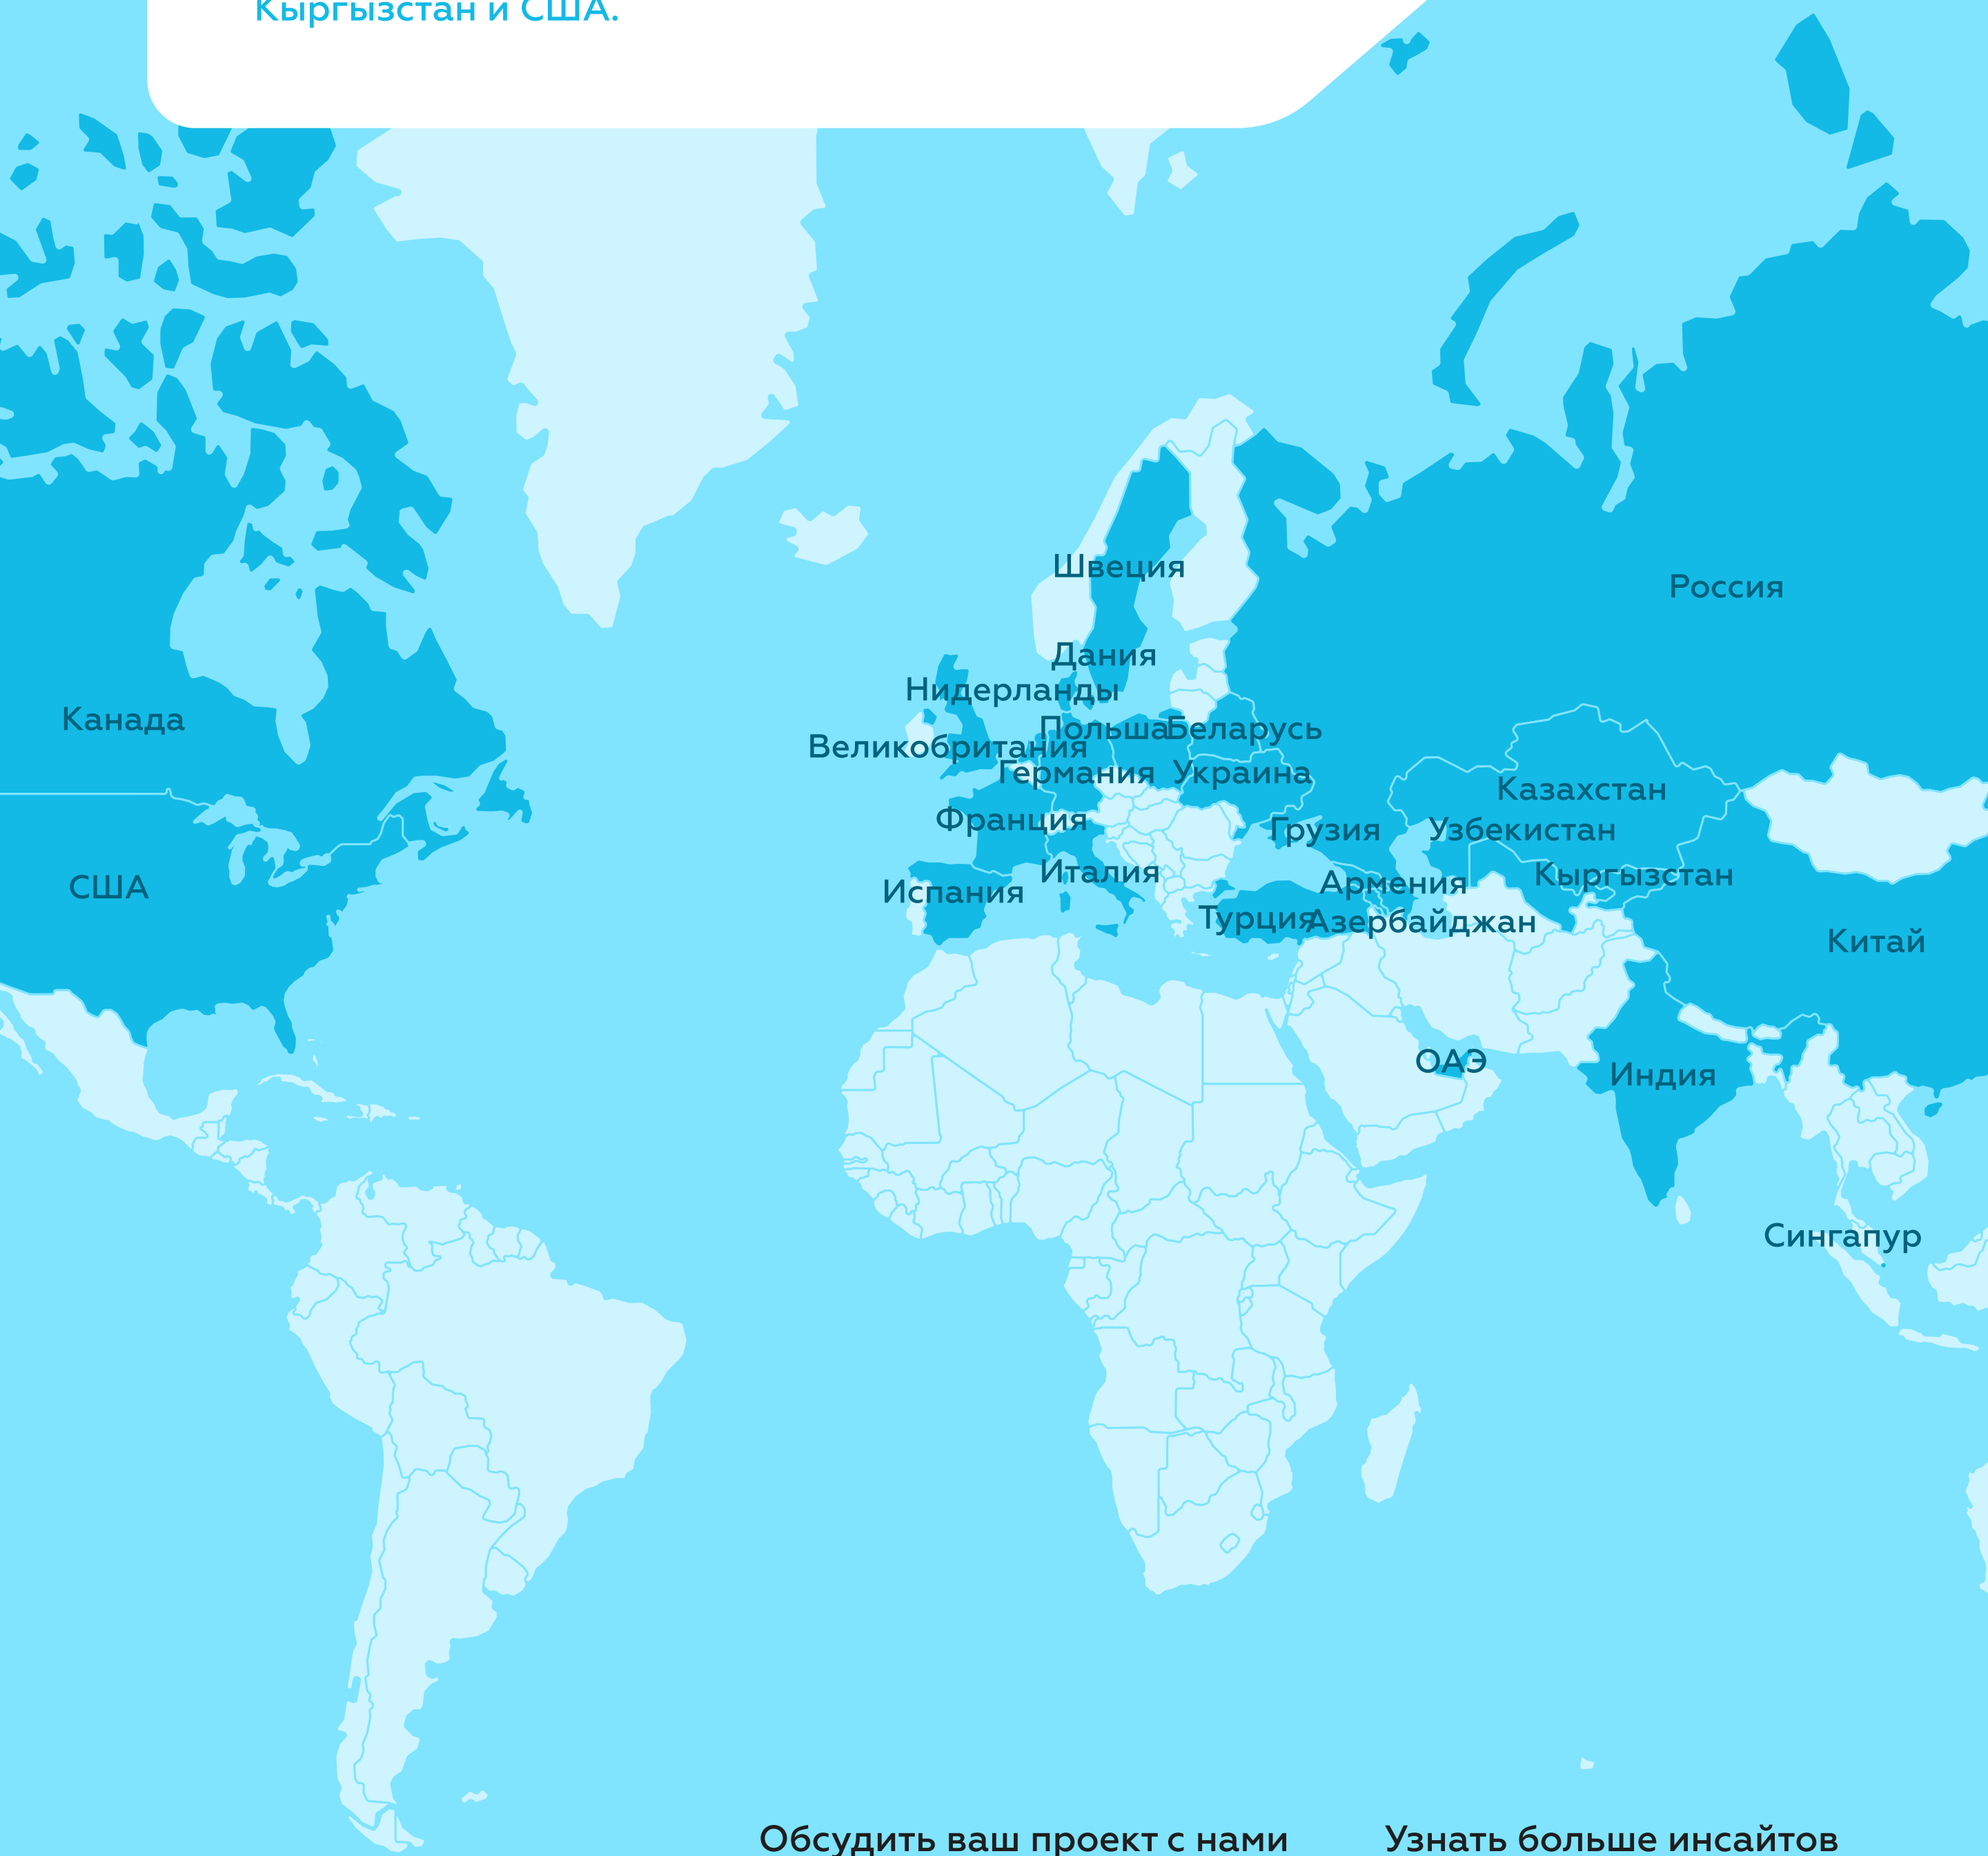 Кыргызстан и США.
Швеция
Россия
Дания
Нидерланды
Канада
Польша
Беларусь
Великобритания
Германия
Украина
Казахстан
Франция
Грузия
Узбекистан
Италия
Кыргызстан
США
Испания
Армения
Турция
Азербайджан
Китай
ОАЭ
Индия
Сингапур
Обсудить ваш проект с нами
Узнать больше инсайтов